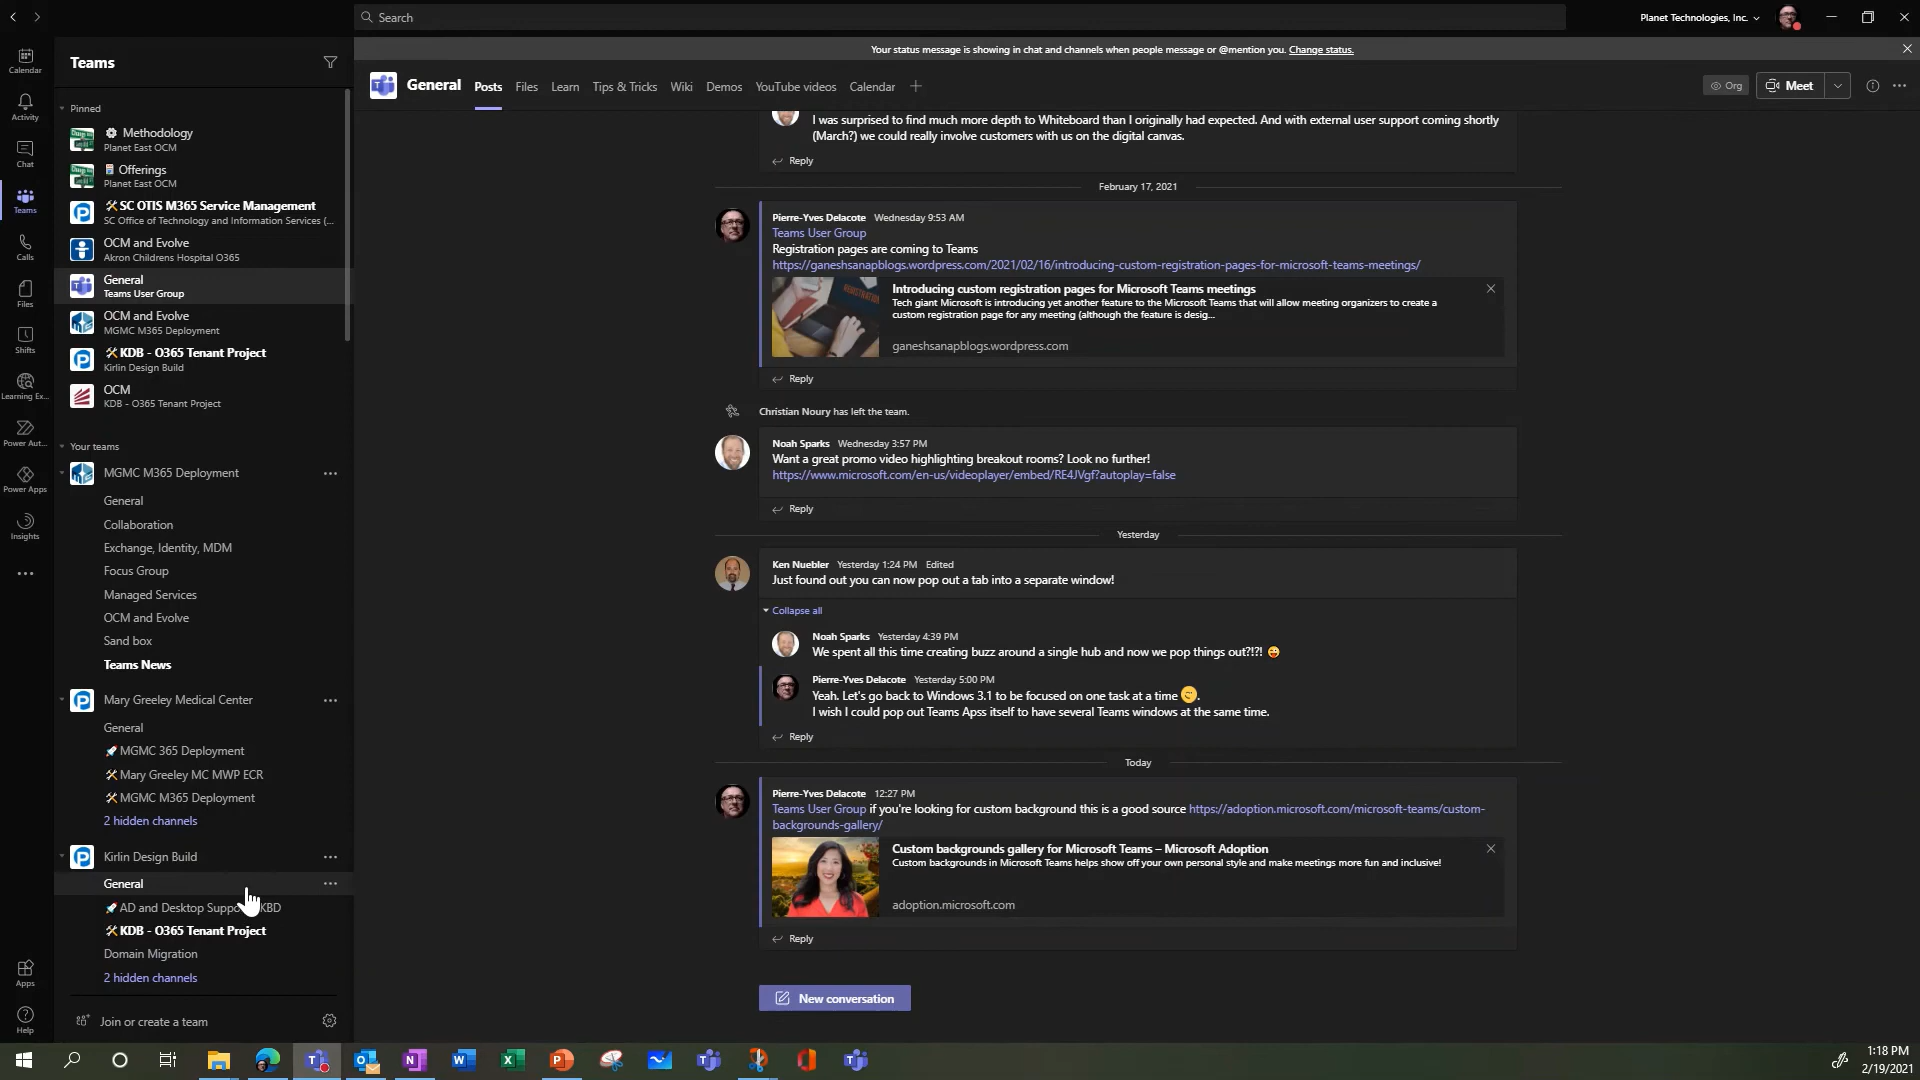 Search
Planet Technologies, Inc.
Your status message is showing in chat and channels when people message or @mention you. Change status.
Calendar
Activity
Chat
Teams
Calls
Files
Shifts
Learning Ex...
Power Aut...
Power Apps
Insights
Apps
Help
Teams
Pinned
Methodology
Planet East OCM
Offerings
Planet East OCM
SC OTIS M365 Service Management
SC Office of Technology and Information Services (...
OCM and Evolve
Akron Childrens Hospital O365
General
Teams User Group
OCM and Evolve
MGMC M365 Deployment
KDB - O365 Tenant Project
Kirlin Design Build
OCM
KDB - O365 Tenant Project
Your teams
MGMC M365 Deployment
General
Collaboration
Exchange, Identity, MDM
Focus Group
Managed Services
OCM and Evolve
Sand box
Teams News
Mary Greeley Medical Center
General
MGMC 365 Deployment
Mary Greeley MC MWP ECR
MGMC M365 Deployment
2 hidden channels
Kirlin Design Build
General
AD and Desktop Suppo KBD
KDB - O365 Tenant Project
Domain Migration
2 hidden channels
Join or create a team
General Posts Files Learn Tips & Tricks Wiki Demos YouTube videos Calendar
Org Meet
I was surprised to find much more depth to Whiteboard than I originally had expected. And with external user support coming shortly
(March?) we could really involve customers with us on the digital canvas.
Reply
February 17, 2021
Pierre-Yves Delacote Wednesday 9:53 AM
Teams User Group
Registration pages are coming to Teams
https://ganeshsanapblogs.wordpress.com/2021/02/16/introducing-custom-registration-pages-for-microsoft-teams-meetings/
Introducing custom registration pages for Microsoft Teams meetings
Tech giant Microsoft is introducing yet another feature to the Microsoft Teams that will allow meeting organizers to create a
custom registration page for any meeting (although the feature is desig...
ganeshsanapblogs.wordpress.com
Reply
Christian Noury has left the team.
Noah Sparks Wednesday 3:57 PM
Want a great promo video highlighting breakout rooms? Look no further!
https://www.microsoft.com/en-us/videoplayer/embed/RE4JVgf?autoplay=false
Reply
Yesterday
Ken Nuebler Yesterday 1:24 PM Edited
Just found out you can now pop out a tab into a separate window!
Collapse all
Noah Sparks Yesterday 4:39 PM
We spent all this time creating buzz around a single hub and now we pop things out?!?!
Pierre-Yves Delacote Yesterday 5:00 PM
Yeah. Let's go back to Windows 3.1 to be focused on one task at a time .
I wish I could pop out Teams Apss itself to have several Teams windows at the same time.
Reply
Today
Pierre-Yves Delacote 12:27 PM
Teams User Group if you're looking for custom background this is a good source https://adoption.microsoft.com/microsoft-teams/custom-
backgrounds-gallery/
Custom backgrounds gallery for Microsoft Teams – Microsoft Adoption
Custom backgrounds in Microsoft Teams helps show off your own personal style and make meetings more fun and inclusive!
adoption.microsoft.com
Reply
New conversation
1:18 PM
2/19/2021